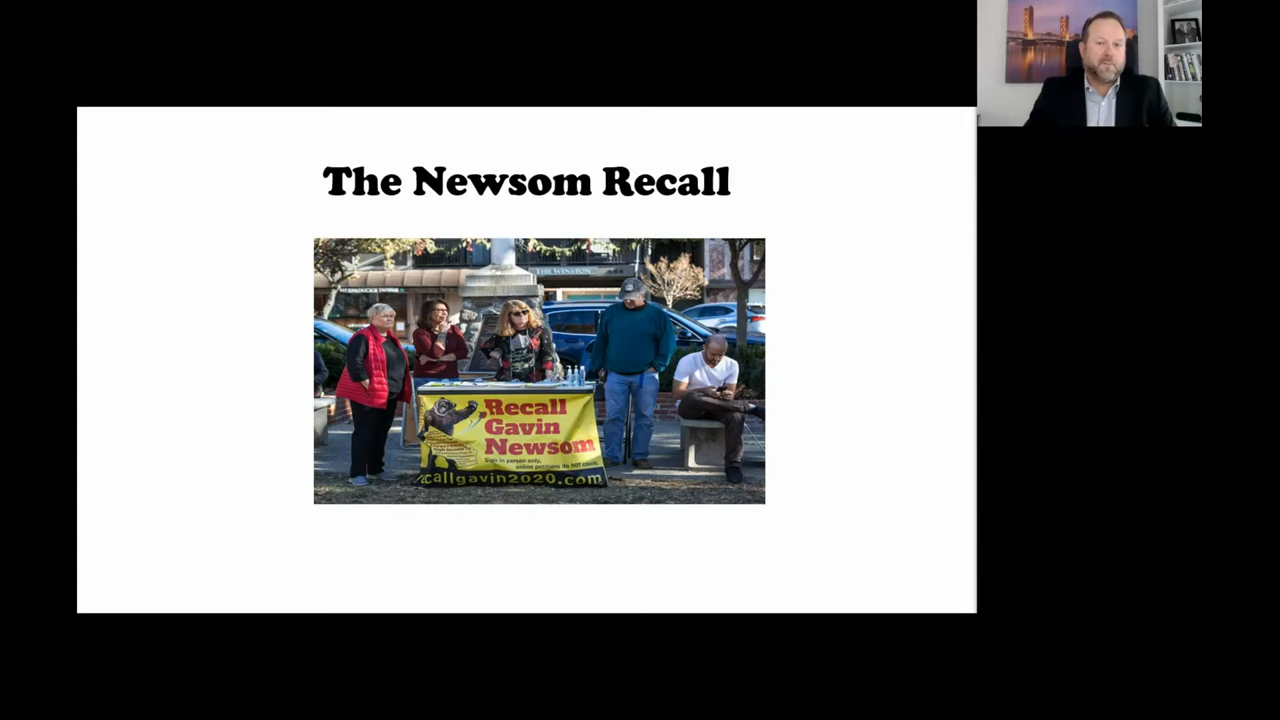 The Newsom Recall
THE WINSTON
Recall
Gavin
Newsom
Sign in person only,
online petitions do NOT count.
recallgavin2020.com